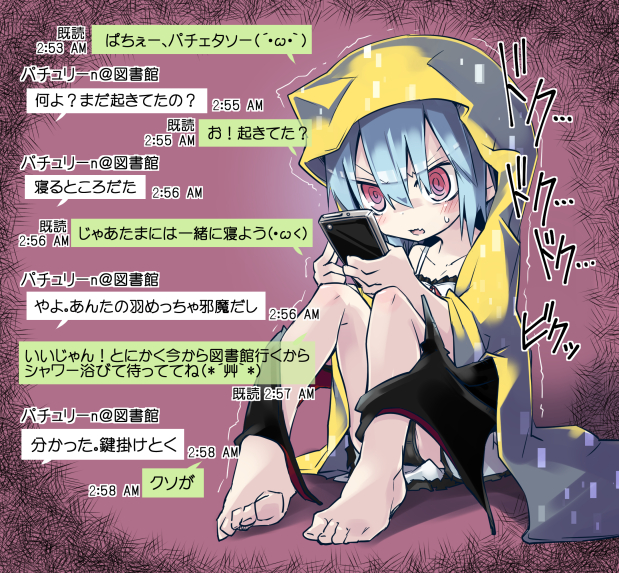 既読
2:53 AM
ぱちぇー、パチェタソー(´・ω・`)
パチュリーn@図書館
何よ?まだ起きてたの?
2:55 AM
既読
2:55 AM
お!起きてた?
パチュリーn@図書館
寝るところだた
2:56 AM
既読
2:56 AM
じゃあたまには一緒に寝よう(・ω<)
パチュリーn@図書館
やよ。あんたの羽めっちゃ邪魔だし
2:56 AM
いいじゃん!とにかく今から図書館行くから
シャワー浴びて待っててね(*´艸`*)
既読 2:57 AM
パチュリーn@図書館
分かった。鍵掛けとく
2:58 AM
2:58 AM
クソが
ドク…
ドク…
ドク…
ビクッ